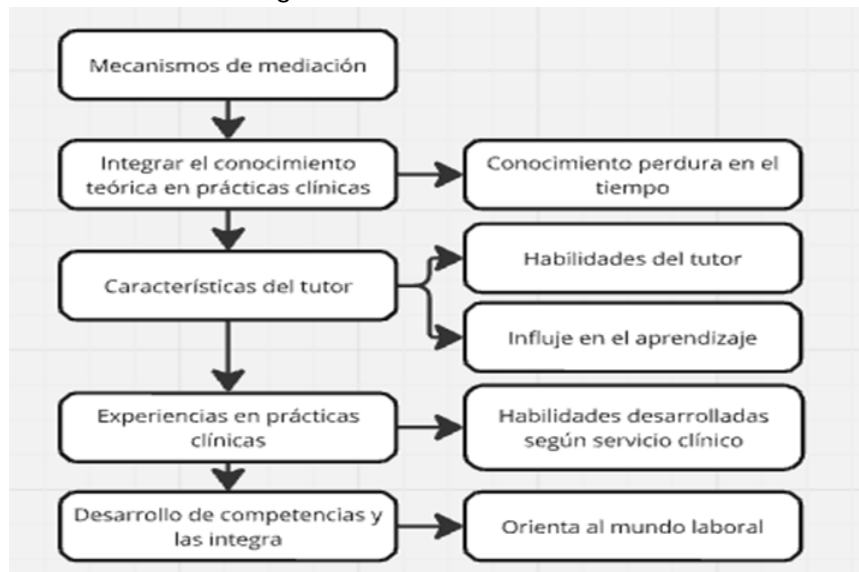 Mecanismos de mediación
Integrar el conocimiento
teórica en prácticas clínicas
Conocimiento perdura en el
tiempo
Características del tutor
Habilidades del tutor
Influje en el aprendizaje
Experiencias en prácticas
clínicas
Habilidades desarrolladas
según servicio clínico
Desarrollo de competencias y
las integra
Orienta al mundo laboral